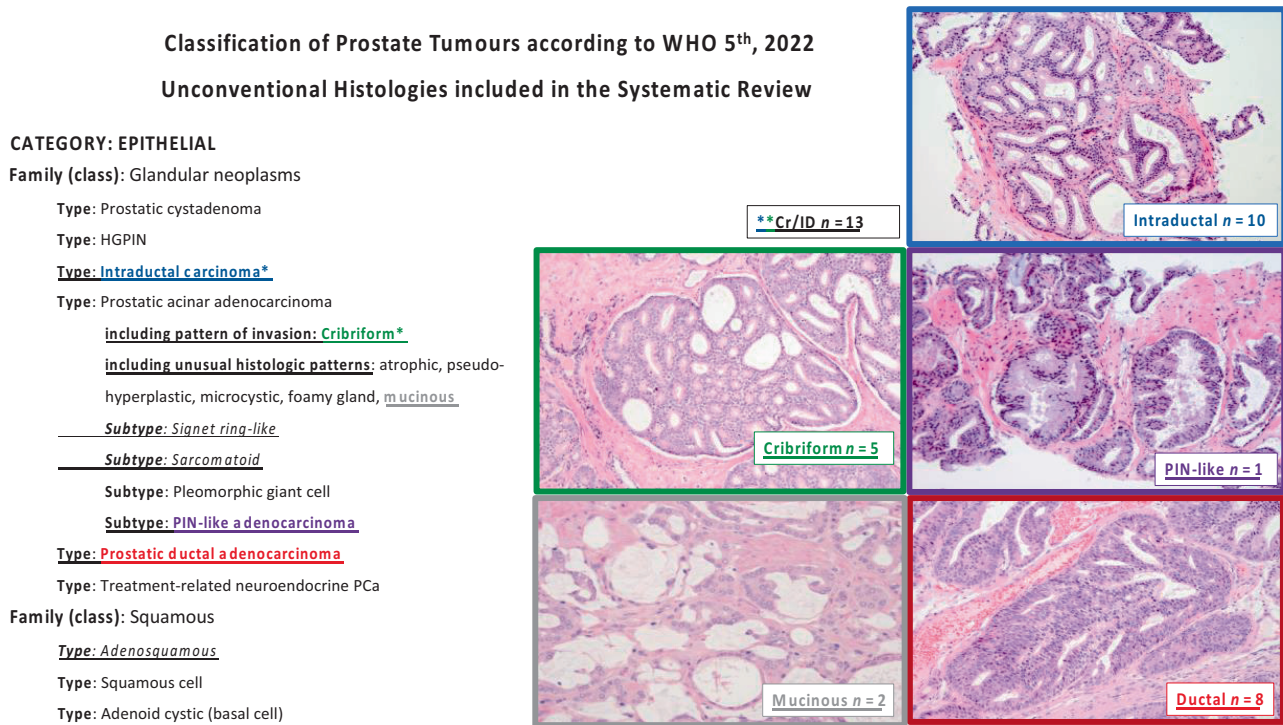 Classification of Prostate Tumours according to WHO 5th, 2022
Unconventional Histologies included in the Systematic Review
CATEGORY: EPITHELIAL
Family (class): Glandular neoplasms
Type: Prostatic cystadenoma
Type: HGPIN
Type: Intraductal carcinoma*
Type: Prostatic acinar adenocarcinoma
including pattern of invasion: Cribriform*
including unusual histologic patterns: atrophic, pseudo-
hyperplastic, microcystic, foamy gland, mucinous
Subtype: Signet ring-like
Subtype: Sarcomatoid
Subtype: Pleomorphic giant cell
Subtype: PIN-like adenocarcinoma
Type: Prostatic ductal adenocarcinoma
Type: Treatment-related neuroendocrine PCa
Family (class): Squamous
Type: Adenosquamous
Type: Squamous cell
Type: Adenoid cystic (basal cell)
**Cr/ID n = 13
Intraductal n = 10
Cribriform n = 5
PIN-like n = 1
Mucinous n = 2
Ductal n = 8